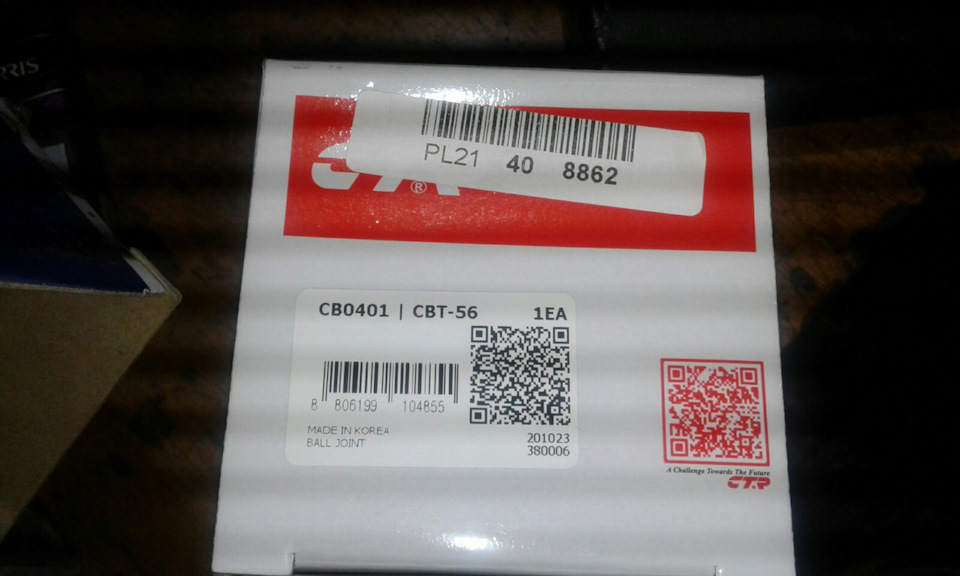 PL21 40 8862
®
CB0401 | CBT-56 1EA
8 806199 104855
MADE IN KOREA
BALL JOINT
201023
380006
A Challenge Towards The Future
CTR